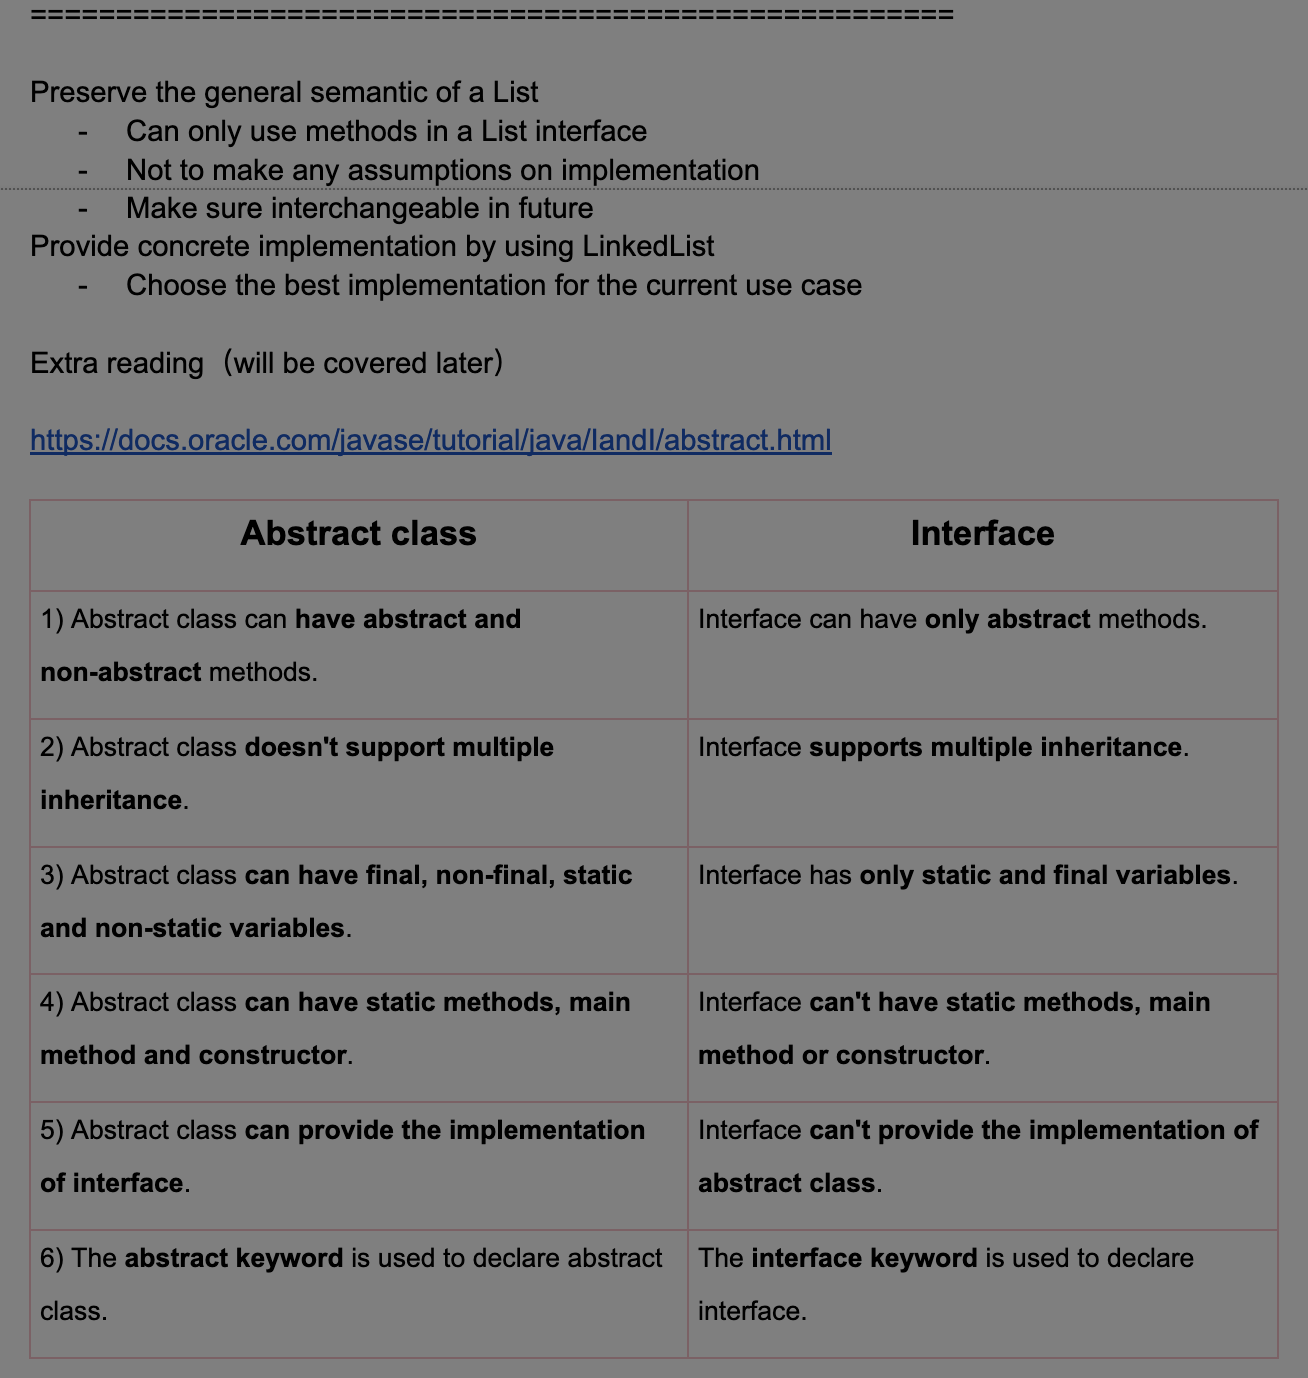 ======================================================
Preserve the general semantic of a List
- Can only use methods in a List interface
- Not to make any assumptions on implementation
- Make sure interchangeable in future
Provide concrete implementation by using LinkedList
- Choose the best implementation for the current use case
Extra reading（will be covered later）
https://docs.oracle.com/javase/tutorial/java/IandI/abstract.html
Abstract class
Interface
1) Abstract class can have abstract and
non-abstract methods.
Interface can have only abstract methods.
2) Abstract class doesn't support multiple
inheritance.
Interface supports multiple inheritance.
3) Abstract class can have final, non-final, static
and non-static variables.
Interface has only static and final variables.
4) Abstract class can have static methods, main
method and constructor.
Interface can't have static methods, main
method or constructor.
5) Abstract class can provide the implementation
of interface.
Interface can't provide the implementation of
abstract class.
6) The abstract keyword is used to declare abstract
class.
The interface keyword is used to declare
interface.